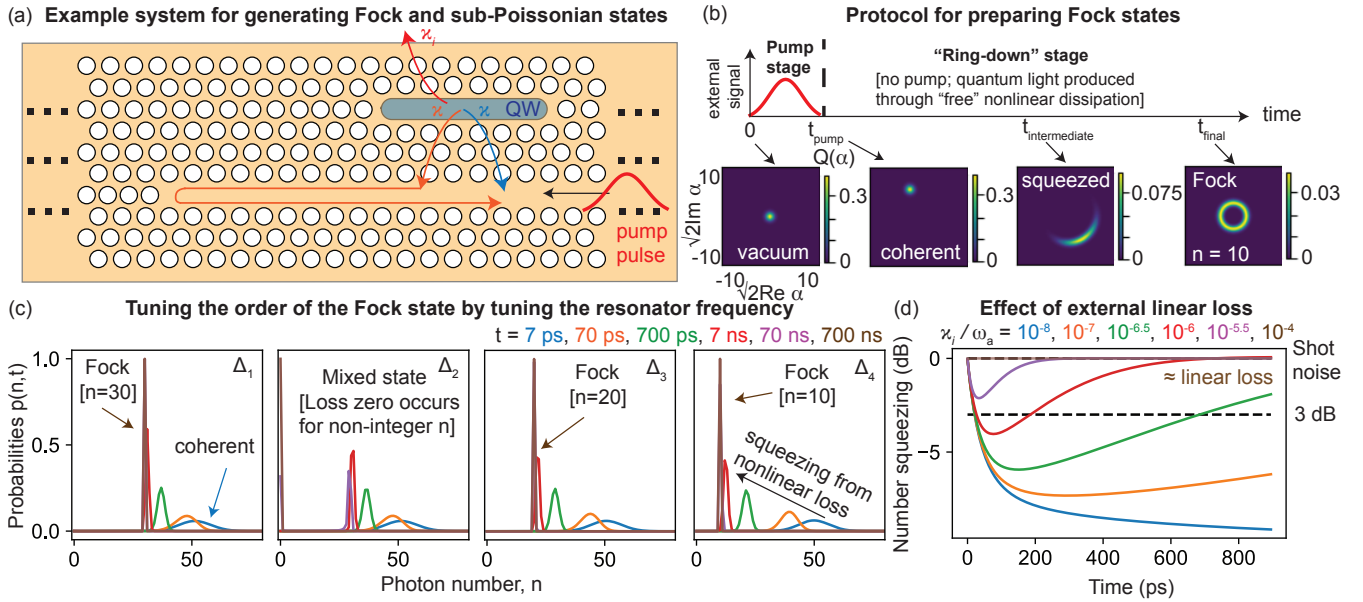 (a) Example system for generating Fock and sub-Poissonian states
ϰᵢ
ϰ
ϰ
QW
pump
pulse
(b) Protocol for preparing Fock states
external
signal
Pump
stage
"Ring-down" stage
[no pump; quantum light produced
through "free" nonlinear dissipation]
time
0
t_pump
t_intermediate
t_final
Q(α)
√2Im α
10
-10
vacuum
0.3
0
coherent
0.3
0
squeezed
0.075
0
Fock
n = 10
0.03
0
-10
10
√2Re α
(c) Tuning the order of the Fock state by tuning the resonator frequency
t = 7 ps, 70 ps, 700 ps, 7 ns, 70 ns, 700 ns
Probabilities p(n,t)
1.0
0.5
0.0
Fock
[n=30]
Δ₁
coherent
0
50
Mixed state
[Loss zero occurs
for non-integer n]
Δ₂
0
50
Fock
[n=20]
Δ₃
0
50
Fock
[n=10]
Δ₄
squeezing from
nonlinear loss
0
50
Photon number, n
(d) Effect of external linear loss
ϰᵢ / ωₐ = 10⁻⁸, 10⁻⁷, 10⁻⁶·⁵, 10⁻⁶, 10⁻⁵·⁵, 10⁻⁴
Number squeezing (dB)
0
−5
Shot
noise
≈ linear loss
3 dB
0
200
400
600
800
Time (ps)